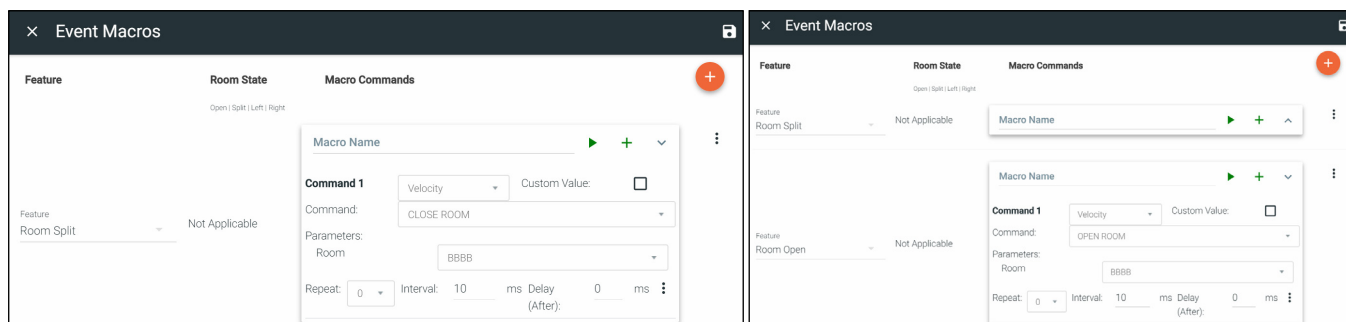 × Event Macros
Feature Room State Macro Commands
Open | Split | Left | Right
Macro Name
Command 1 Velocity Custom Value:
Command: CLOSE ROOM
Feature
Room Split Not Applicable
Parameters:
Room BBBB
Repeat: 0 Interval: 10 ms Delay (After): 0 ms
× Event Macros
Feature Room State Macro Commands
Open | Split | Left | Right
Feature
Room Split Not Applicable Macro Name
Macro Name
Command 1 Velocity Custom Value:
Command: OPEN ROOM
Feature
Room Open Not Applicable
Parameters:
Room BBBB
Repeat: 0 Interval: 10 ms Delay (After): 0 ms